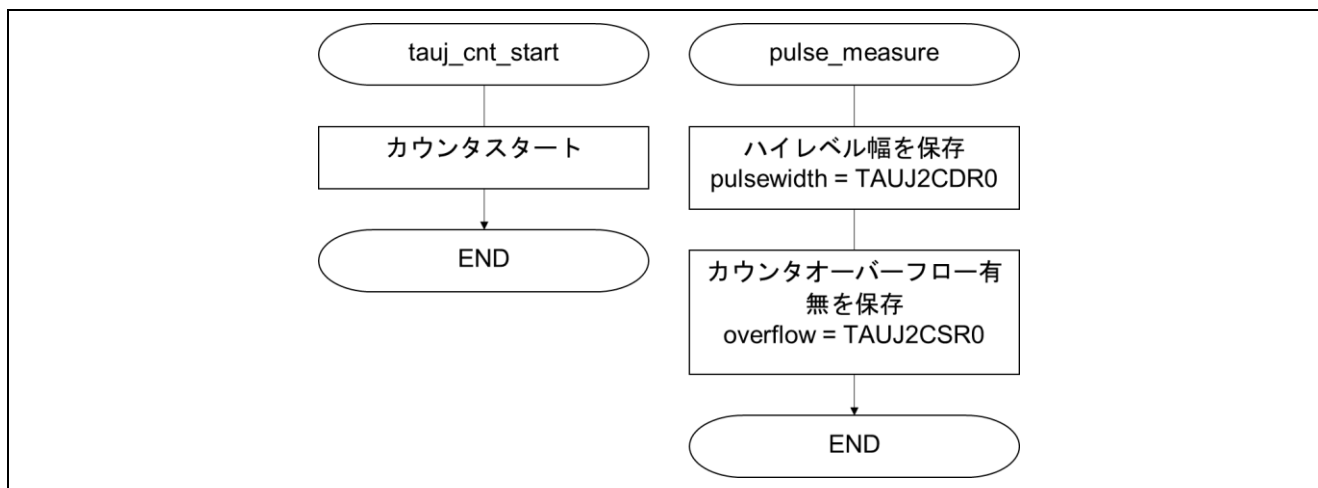 tauj_cnt_start
カウンタスタート
END
pulse_measure
ハイレベル幅を保存
pulsewidth = TAUJ2CDR0
カウンタオーバーフロー有
無を保存
overflow = TAUJ2CSR0
END